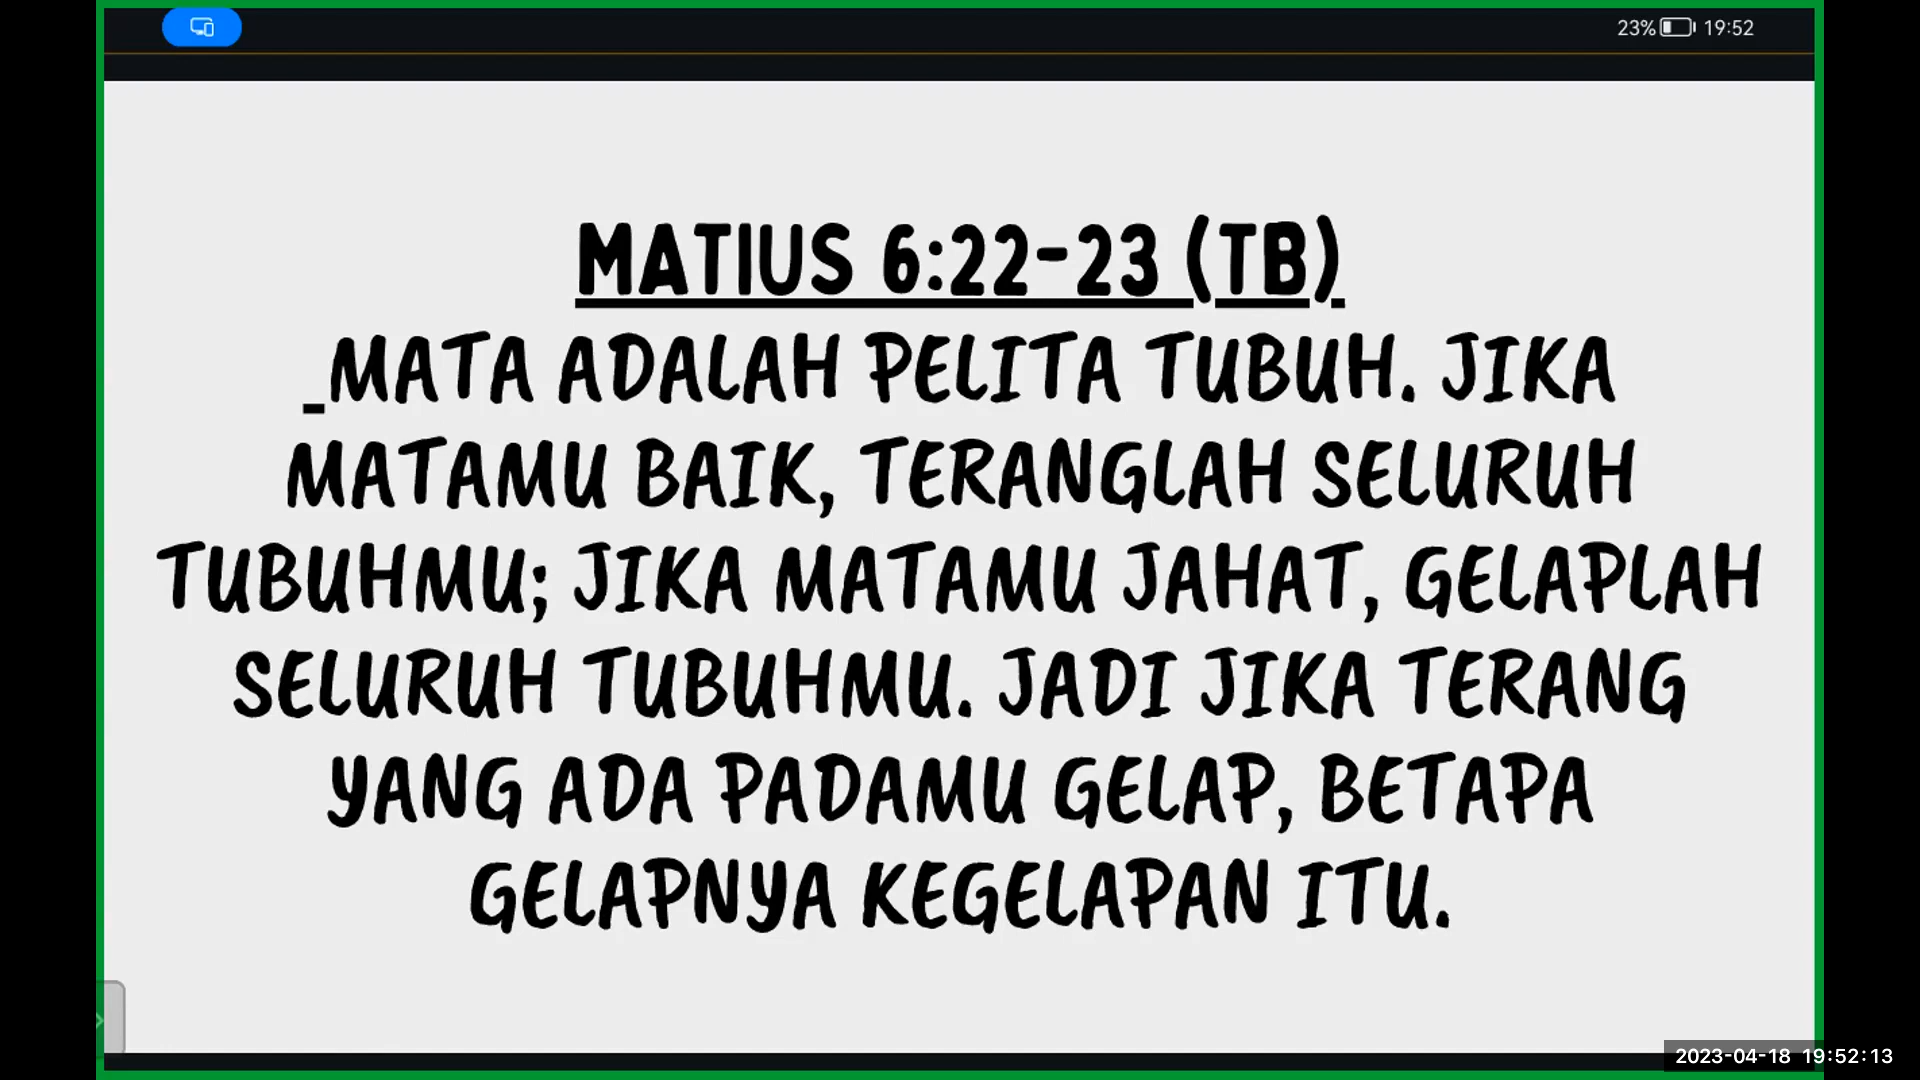 23% 19:52
MATIUS 6:22-23 (TB)
_MATA ADALAH PELITA TUBUH. JIKA
MATAMU BAIK, TERANGLAH SELURUH
TUBUHMU; JIKA MATAMU JAHAT, GELAPLAH
SELURUH TUBUHMU. JADI JIKA TERANG
YANG ADA PADAMU GELAP, BETAPA
GELAPNYA KEGELAPAN ITU.
2023-04-18 19:52:13